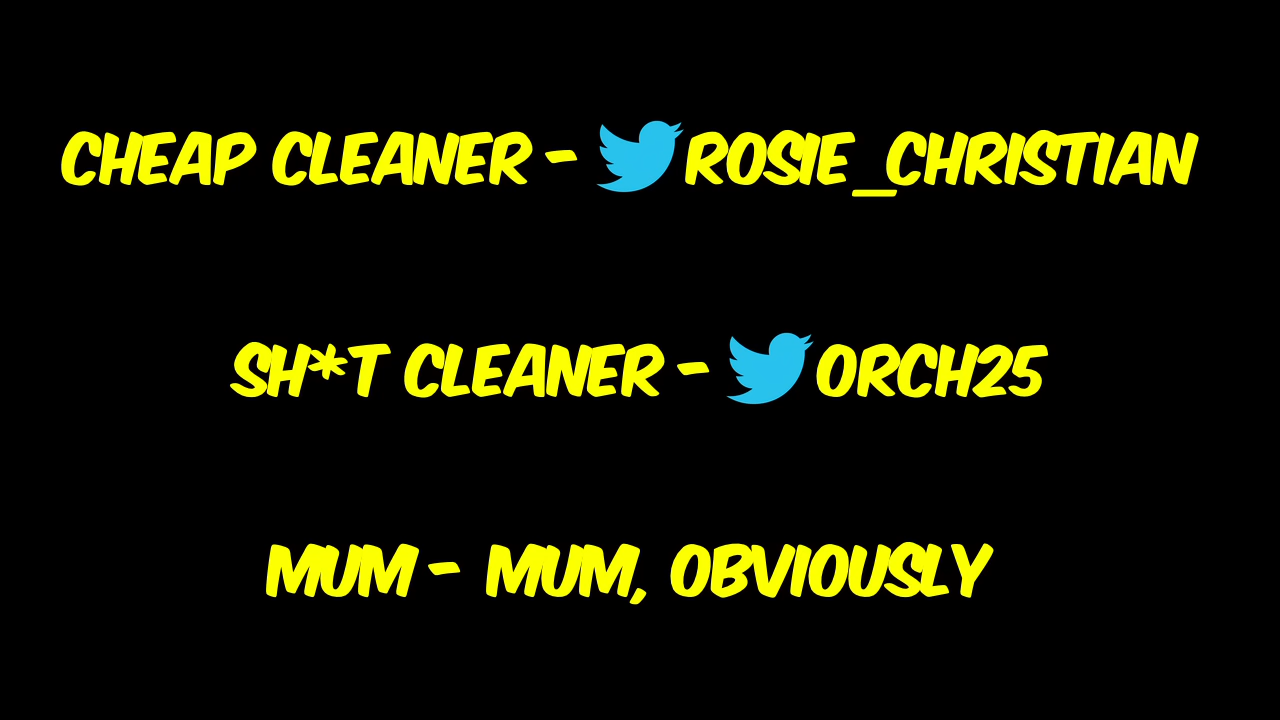 CHEAP CLEANER - ROSIE_CHRISTIAN
SH*T CLEANER - ORCH25
MUM - MUM, OBVIOUSLY